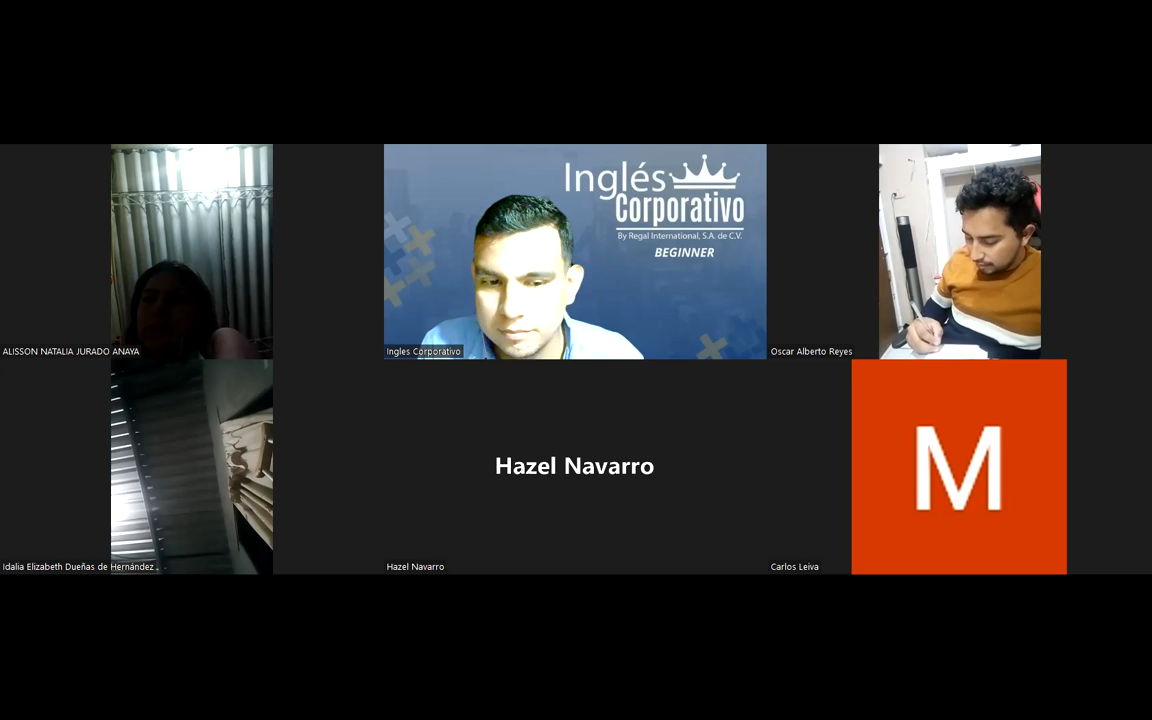 Inglés
Corporativo
By Regal International, S.A. de C.V.
BEGINNER
ALISSON NATALIA JURADO ANAYA
Ingles Corporativo
Oscar Alberto Reyes
Hazel Navarro
M
Idalia Elizabeth Dueñas de Hernández
Hazel Navarro
Carlos Leiva